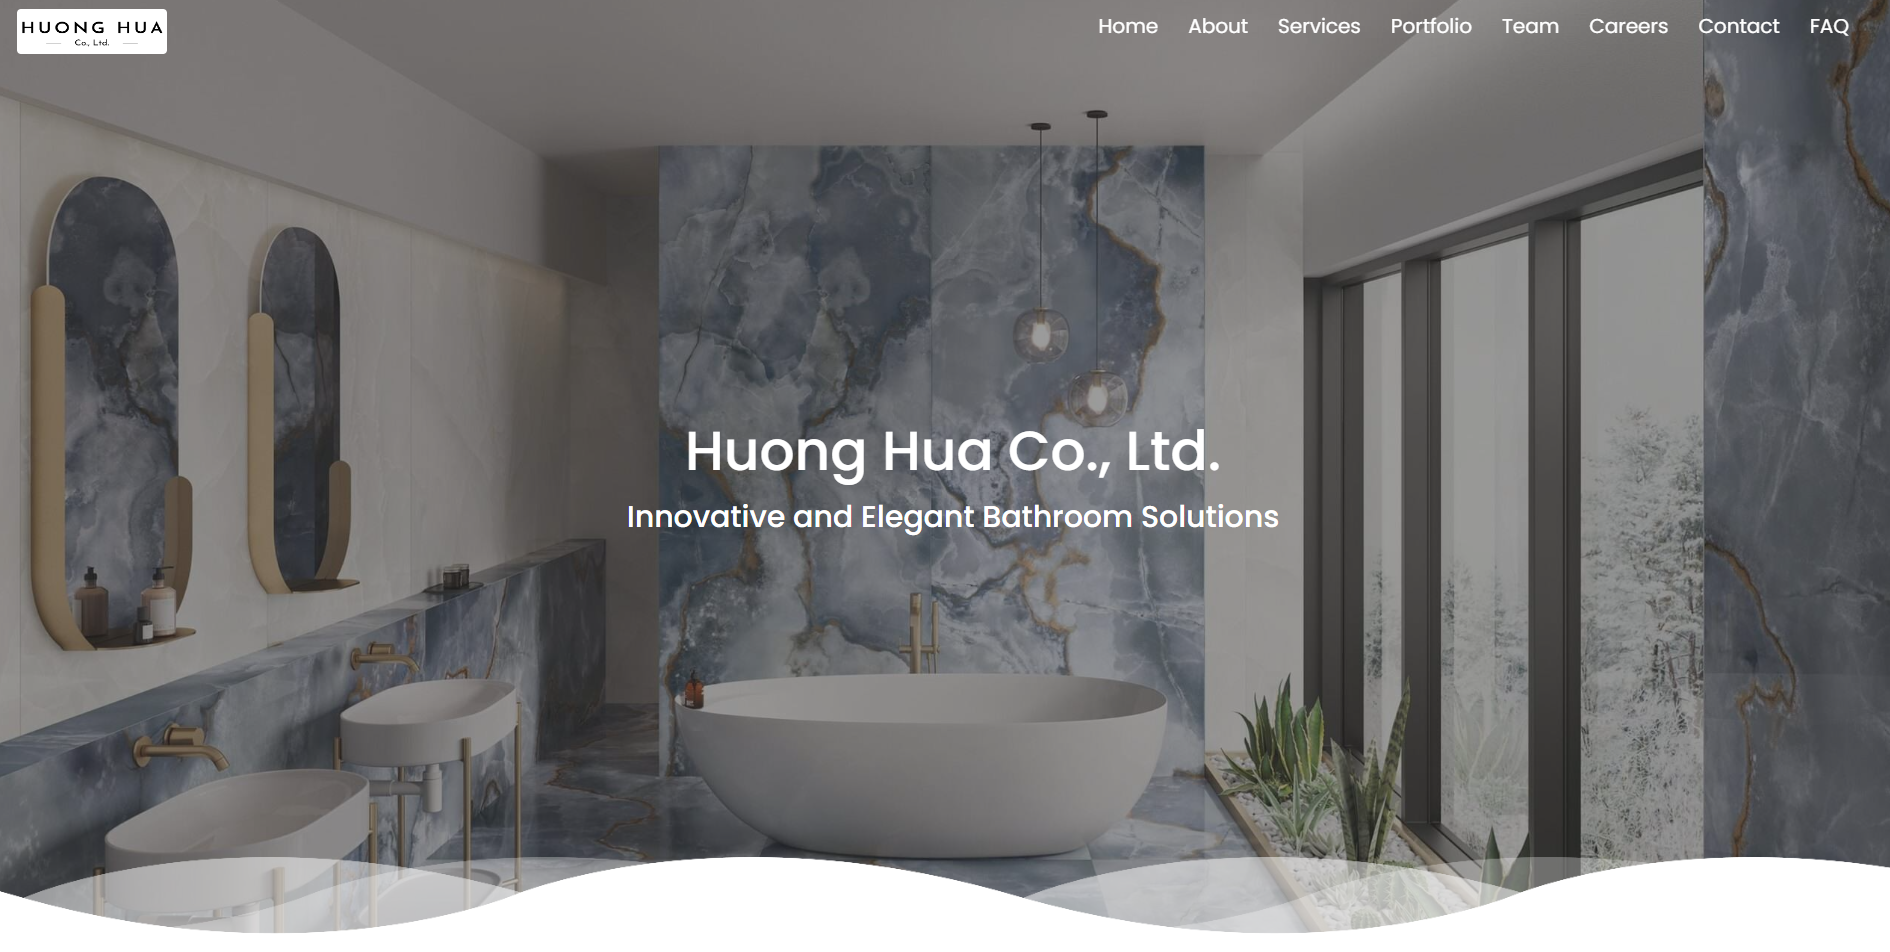 HUONG HUA
Co., Ltd.
Home About Services Portfolio Team Careers Contact FAQ
Huong Hua Co., Ltd.
Innovative and Elegant Bathroom Solutions